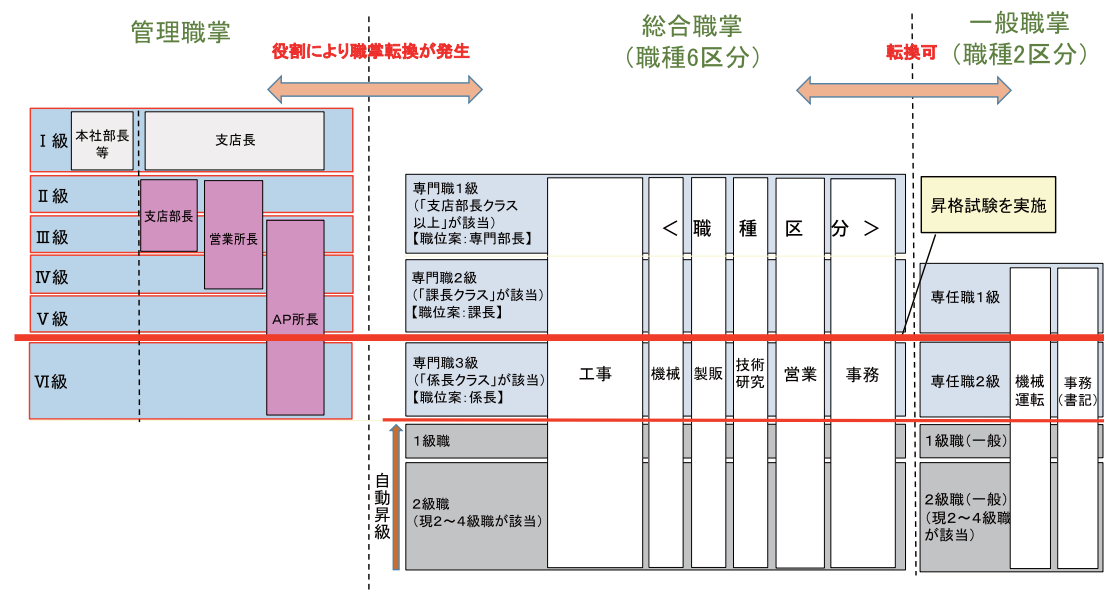 管理職掌
総合職掌
(職種6区分)
一般職掌
(職種2区分)
役割により職掌転換が発生
転換可
Ⅰ級
本社部長
等
支店長
Ⅱ級
Ⅲ級
Ⅳ級
Ⅴ級
Ⅵ級
支店部長
営業所長
AP所長
専門職1級
(「支店部長クラス
以上」が該当)
【職位案:専門部長】
専門職2級
(「課長クラス」が該当)
【職位案:課長】
専門職3級
(「係長クラス」が該当)
【職位案:係長】
1級職
2級職
(現2~4級職が該当)
自動昇級
<職種区分>
工事
機械
製販
技術
研究
営業
事務
昇格試験を実施
専任職1級
専任職2級
1級職(一般)
2級職(一般)
(現2~4級職
が該当)
機械
運転
事務
(書記)